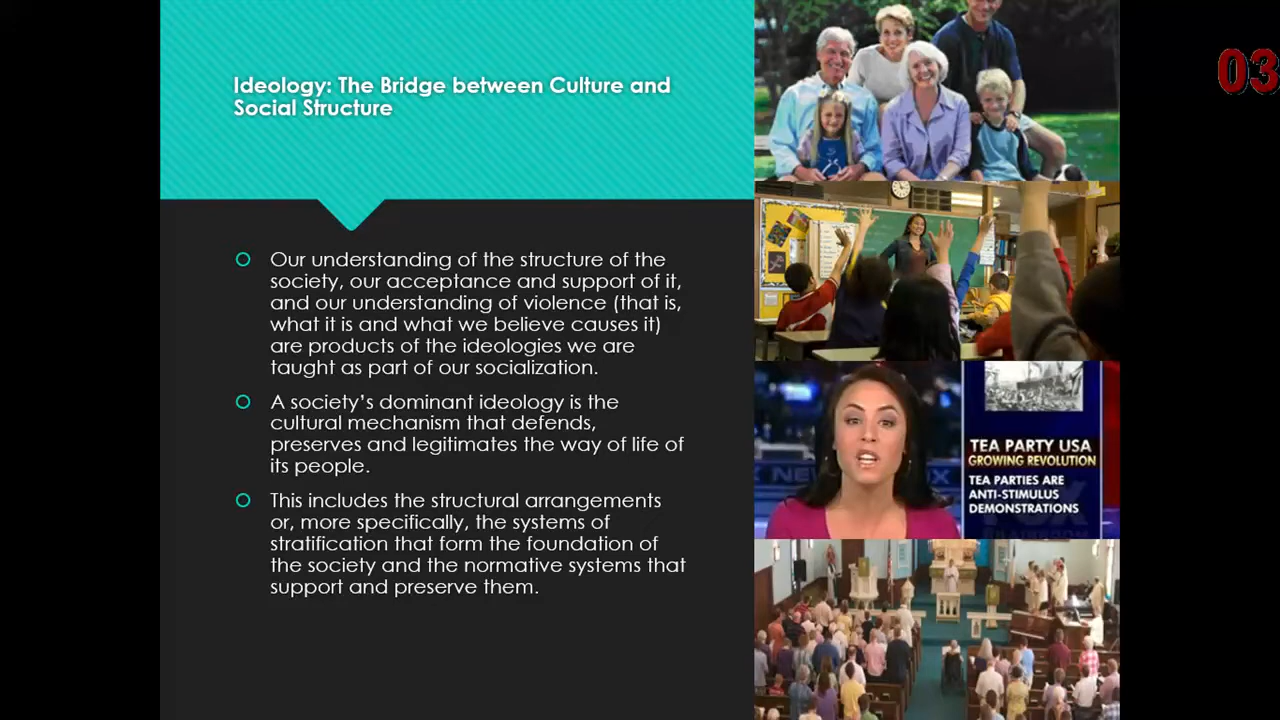 Ideology: The Bridge between Culture and
Social Structure
03
Our understanding of the structure of the
society, our acceptance and support of it,
and our understanding of violence (that is,
what it is and what we believe causes it)
are products of the ideologies we are
taught as part of our socialization.
A society’s dominant ideology is the
cultural mechanism that defends,
preserves and legitimates the way of life of
its people.
This includes the structural arrangements
or, more specifically, the systems of
stratification that form the foundation of
the society and the normative systems that
support and preserve them.
TEA PARTY USA
GROWING REVOLUTION
TEA PARTIES ARE
ANTI-STIMULUS
DEMONSTRATIONS